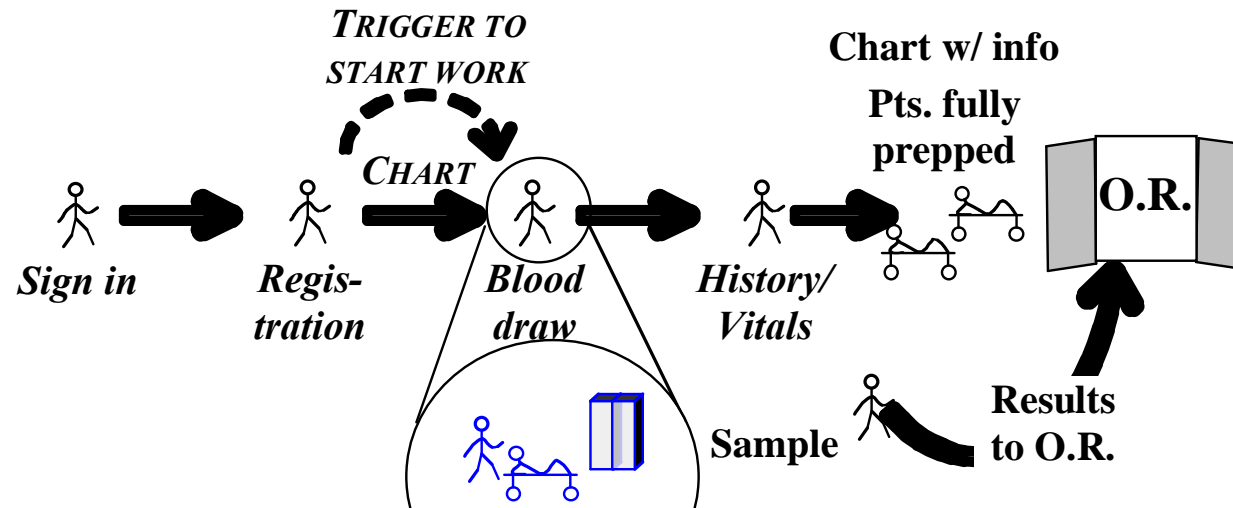 TRIGGER TO
START WORK
Chart w/ info
Pts. fully
prepped
CHART
O.R.
Sign in
Regis-
tration
Blood
draw
History/
Vitals
Sample
Results
to O.R.